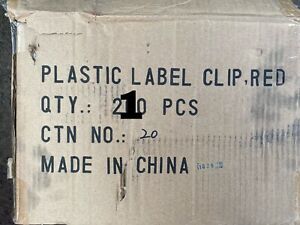 PLASTIC LABEL CLIP, RED
QTY.: 210 PCS
CTN NO.: 20
MADE IN CHINA